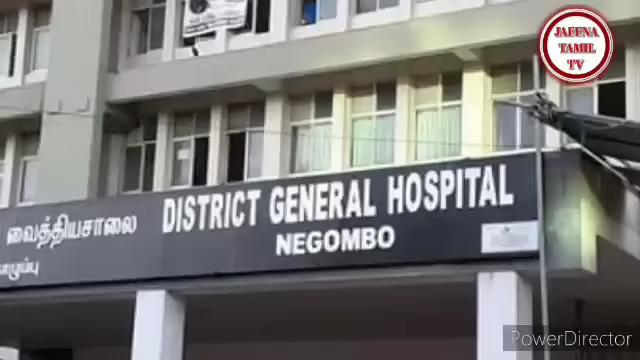 JAFFNA
TAMIL
TV
வைத்தியசாலை
DISTRICT GENERAL HOSPITAL
NEGOMBO
PowerDirector